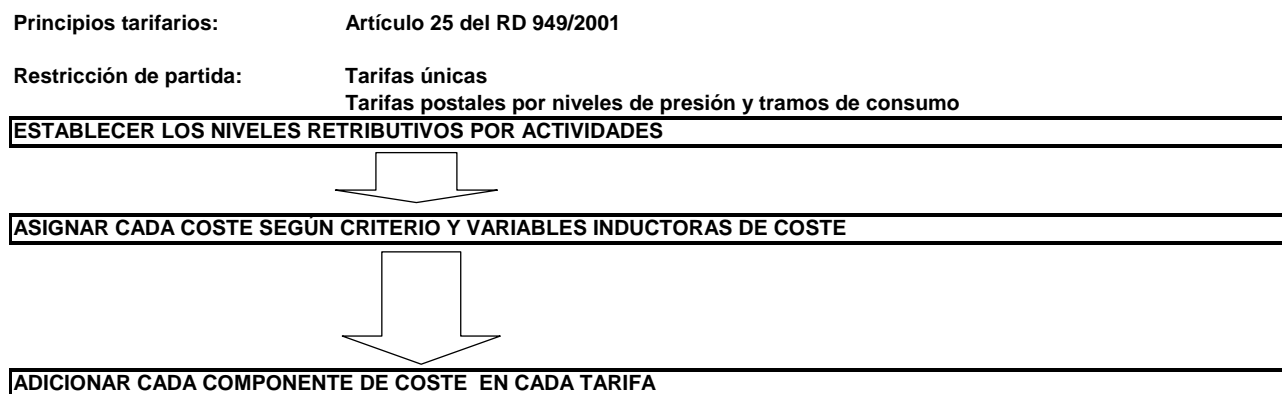 Principios tarifarios: Artículo 25 del RD 949/2001
Restricción de partida: Tarifas únicas
Tarifas postales por niveles de presión y tramos de consumo
ESTABLECER LOS NIVELES RETRIBUTIVOS POR ACTIVIDADES
ASIGNAR CADA COSTE SEGÚN CRITERIO Y VARIABLES INDUCTORAS DE COSTE
ADICIONAR CADA COMPONENTE DE COSTE EN CADA TARIFA